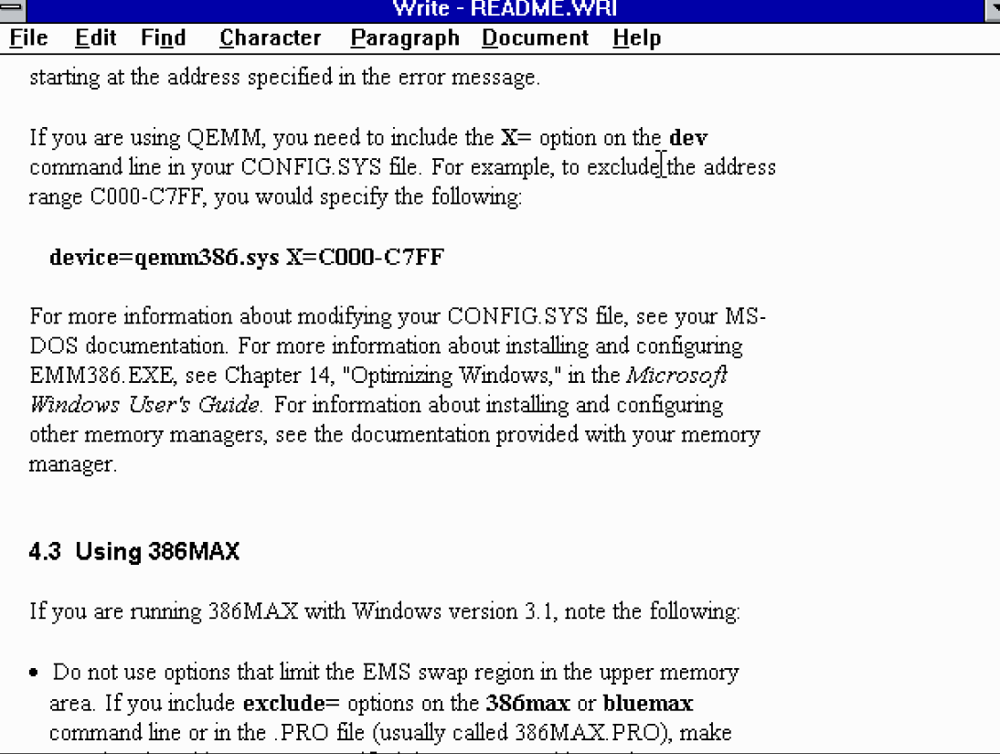 Write - README.WRI
File Edit Find Character Paragraph Document Help
starting at the address specified in the error message.
If you are using QEMM, you need to include the X= option on the dev
command line in your CONFIG.SYS file. For example, to exclude the address
range C000-C7FF, you would specify the following:
device=qemm386.sys X=C000-C7FF
For more information about modifying your CONFIG.SYS file, see your MS-
DOS documentation. For more information about installing and configuring
EMM386.EXE, see Chapter 14, "Optimizing Windows," in the Microsoft
Windows User's Guide. For information about installing and configuring
other memory managers, see the documentation provided with your memory
manager.
4.3 Using 386MAX
If you are running 386MAX with Windows version 3.1, note the following:
• Do not use options that limit the EMS swap region in the upper memory
area. If you include exclude= options on the 386max or bluemax
command line or in the .PRO file (usually called 386MAX.PRO), make